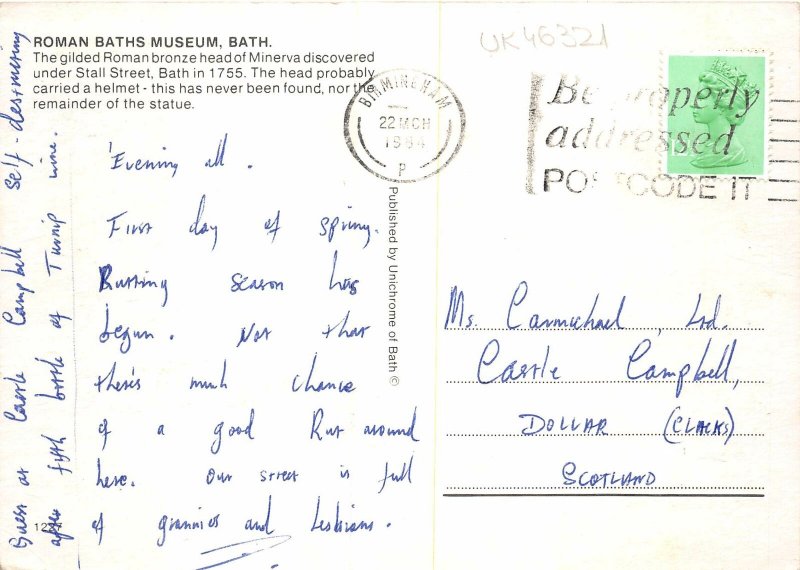 ROMAN BATHS MUSEUM, BATH.
The gilded Roman bronze head of Minerva discovered
under Stall Street, Bath in 1755. The head probably
carried a helmet - this has never been found, nor the
remainder of the statue.
'Evening all.
First day of spring.
Rutting season has
begun. Not that
there's much chance
of a good Rut around
here. Our street is full
of grannies and Lesbians.
Guest at Castle Campbell self-destructing
after fifth bottle of Turnip wine.
Published by Unichrome of Bath ©
UK46321
BIRMINGHAM
22 MCH
1984
P
Be properly
addressed
POSTCODE IT
Ms. Carmichael, Ltd.
Castle Campbell,
DOLLAR (CLACKS)
SCOTLAND